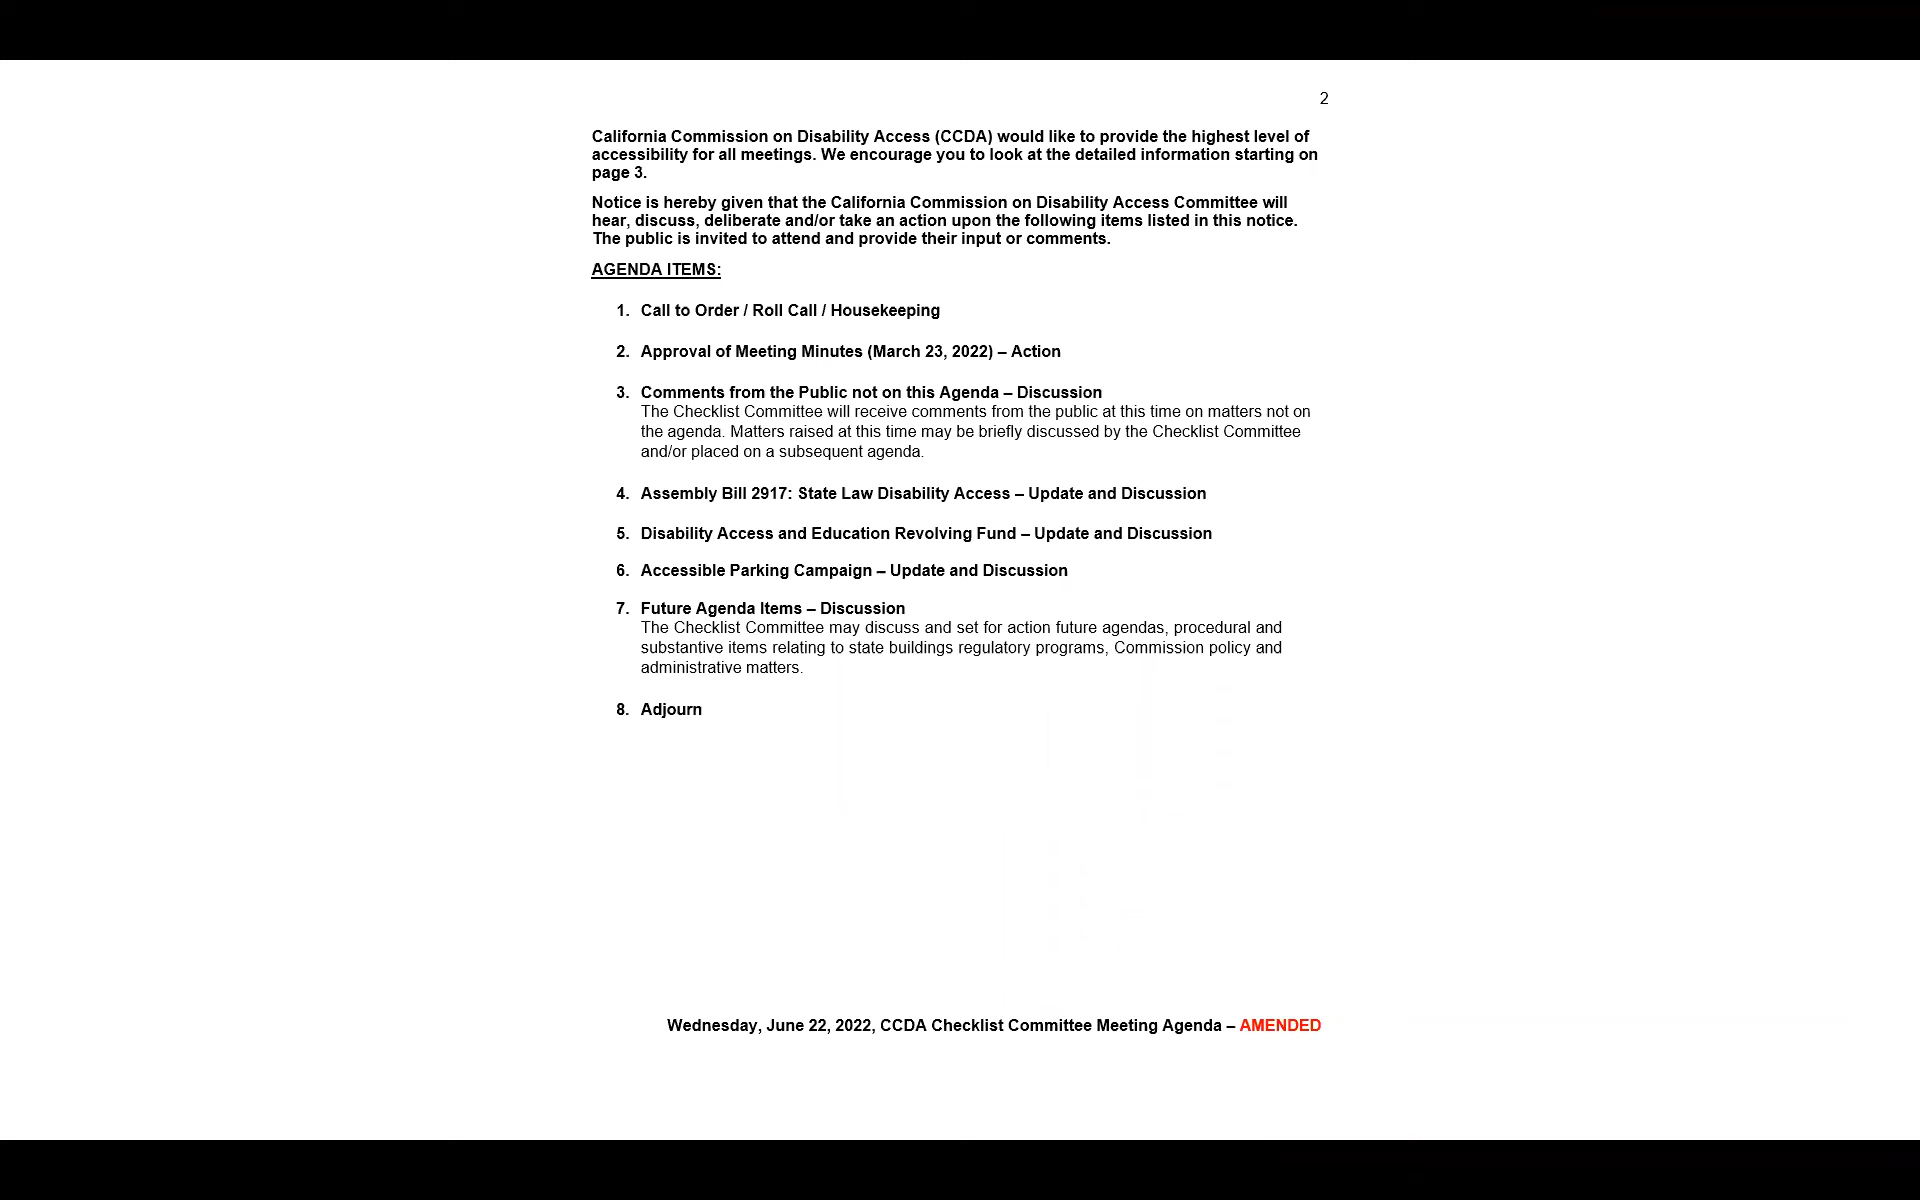 2
California Commission on Disability Access (CCDA) would like to provide the highest level of
accessibility for all meetings. We encourage you to look at the detailed information starting on
page 3.
Notice is hereby given that the California Commission on Disability Access Committee will
hear, discuss, deliberate and/or take an action upon the following items listed in this notice.
The public is invited to attend and provide their input or comments.
AGENDA ITEMS:
1. Call to Order / Roll Call / Housekeeping
2. Approval of Meeting Minutes (March 23, 2022) – Action
3. Comments from the Public not on this Agenda – Discussion
The Checklist Committee will receive comments from the public at this time on matters not on
the agenda. Matters raised at this time may be briefly discussed by the Checklist Committee
and/or placed on a subsequent agenda.
4. Assembly Bill 2917: State Law Disability Access – Update and Discussion
5. Disability Access and Education Revolving Fund – Update and Discussion
6. Accessible Parking Campaign – Update and Discussion
7. Future Agenda Items – Discussion
The Checklist Committee may discuss and set for action future agendas, procedural and
substantive items relating to state buildings regulatory programs, Commission policy and
administrative matters.
8. Adjourn
Wednesday, June 22, 2022, CCDA Checklist Committee Meeting Agenda – AMENDED